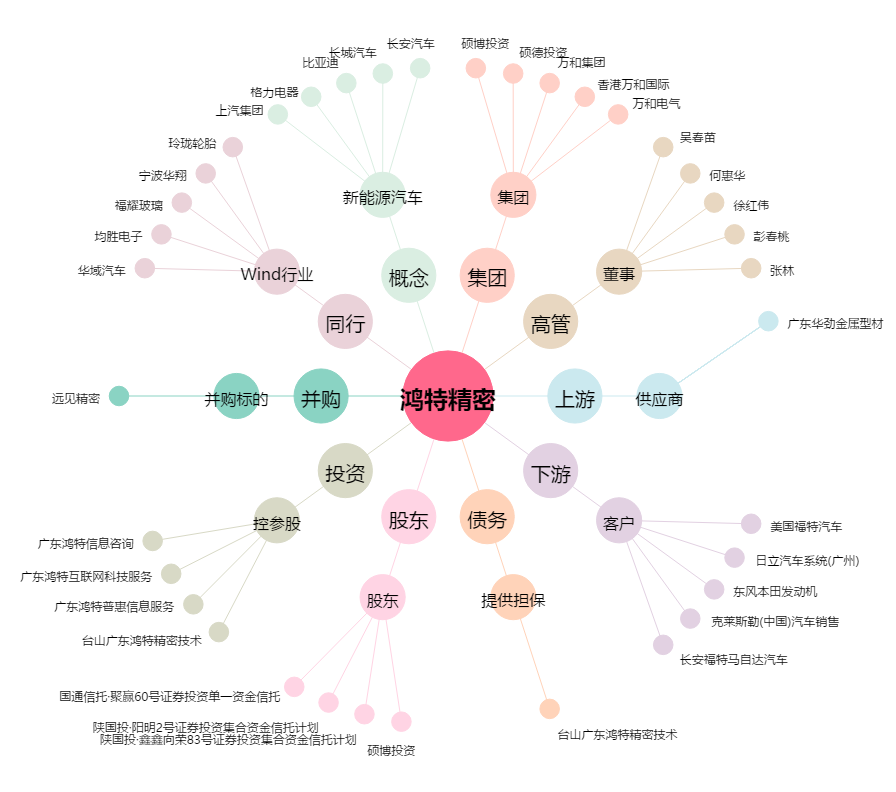 长安汽车
硕博投资
长城汽车
硕德投资
比亚迪
万和集团
格力电器
香港万和国际
上汽集团
万和电气
玲珑轮胎
吴春苗
宁波华翔
何惠华
新能源汽车
集团
福耀玻璃
徐红伟
均胜电子
彭春桃
华域汽车
Wind行业
概念
集团
董事
张林
同行
高管
广东华劲金属型材
远见精密
并购标的
并购
鸿特精密
上游
供应商
投资
下游
控参股
股东
债务
客户
美国福特汽车
广东鸿特信息咨询
日立汽车系统(广州)
广东鸿特互联网科技服务
东风本田发动机
广东鸿特普惠信息服务
股东
提供担保
克莱斯勒(中国)汽车销售
台山广东鸿特精密技术
长安福特马自达汽车
国通信托·聚赢60号证券投资单一资金信托
陕国投·阳明2号证券投资集合资金信托计划
台山广东鸿特精密技术
陕国投·鑫鑫向荣83号证券投资集合资金信托计划
硕博投资